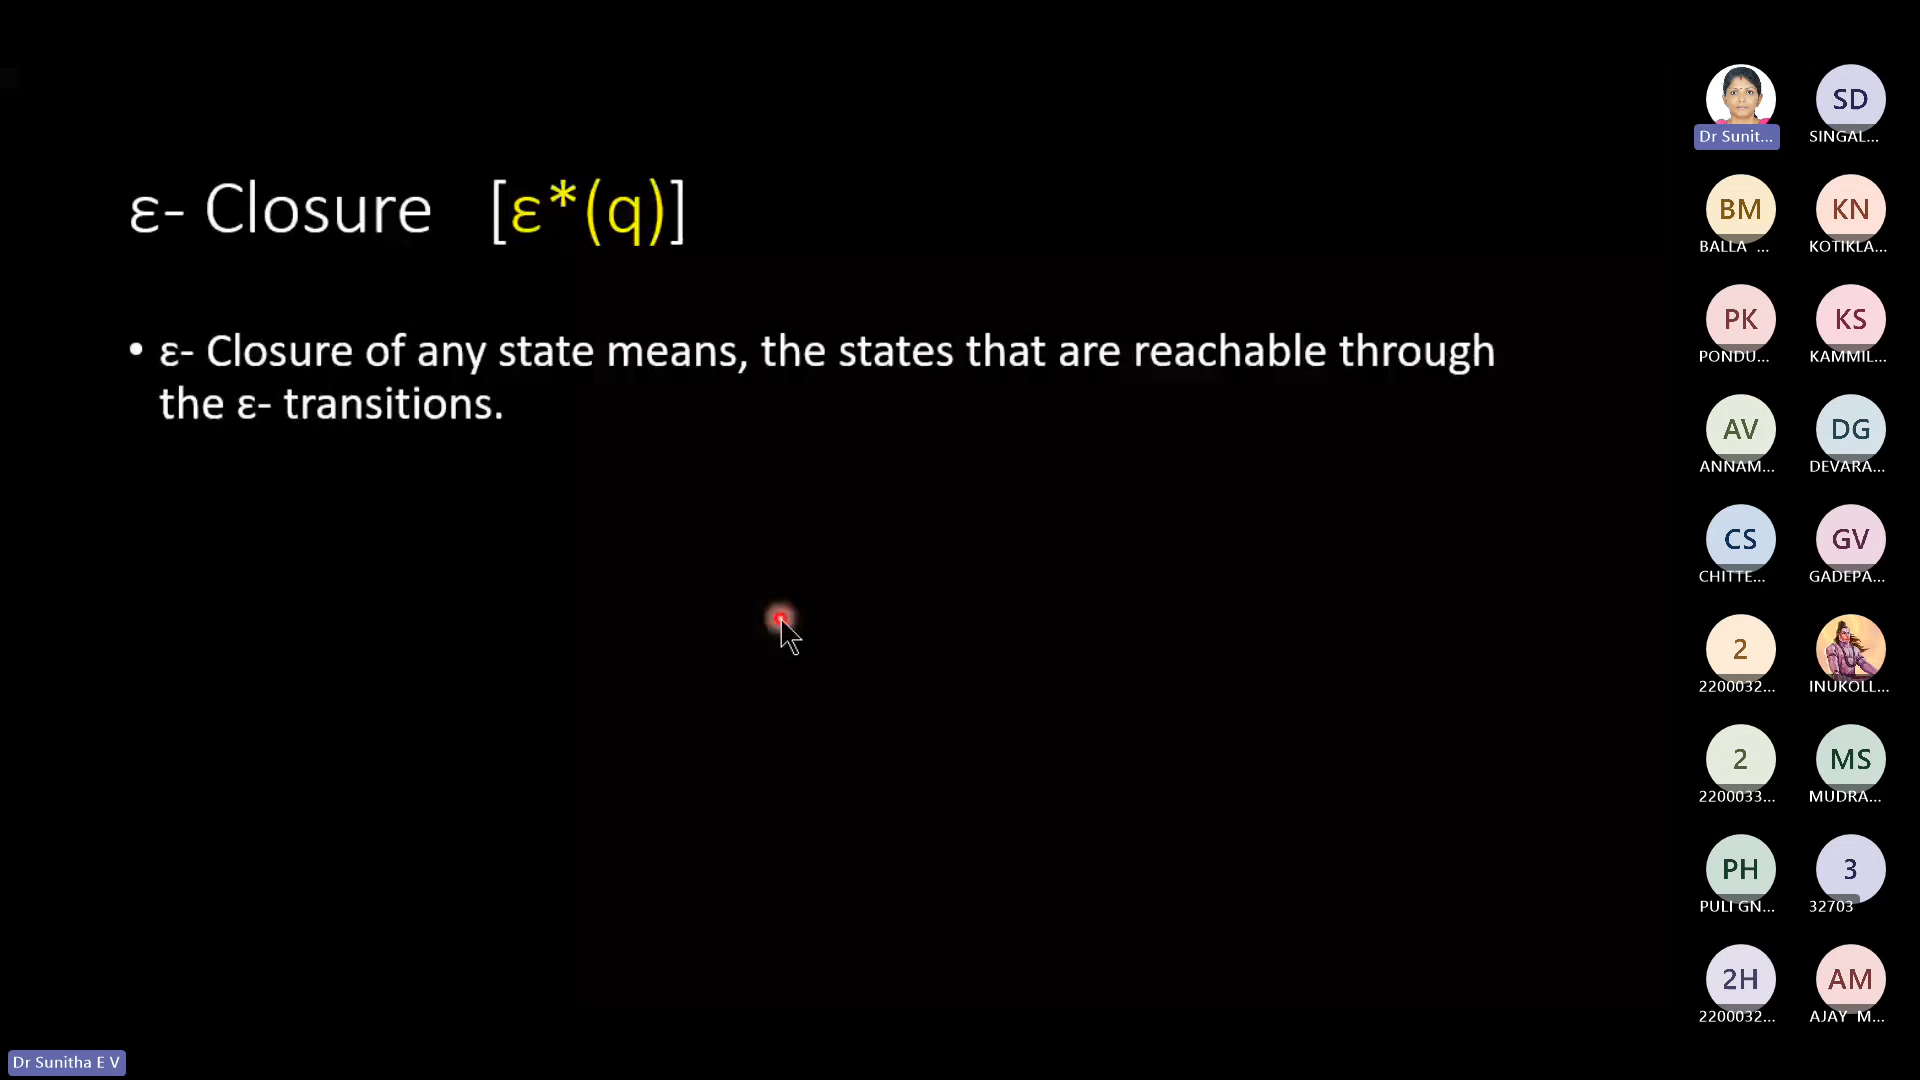 ε- Closure [ε*(q)]
• ε- Closure of any state means, the states that are reachable through
the ε- transitions.
Dr Sunit...
SD
SINGAL...
BM
BALLA ...
KN
KOTIKLA...
PK
PONDU...
KS
KAMMIL...
AV
ANNAM...
DG
DEVARA...
CS
CHITTE...
GV
GADEPA...
2
2200032...
INUKOLL...
2
2200033...
MS
MUDRA...
PH
PULI GN...
3
32703
2H
2200032...
AM
AJAY M...
Dr Sunitha E V